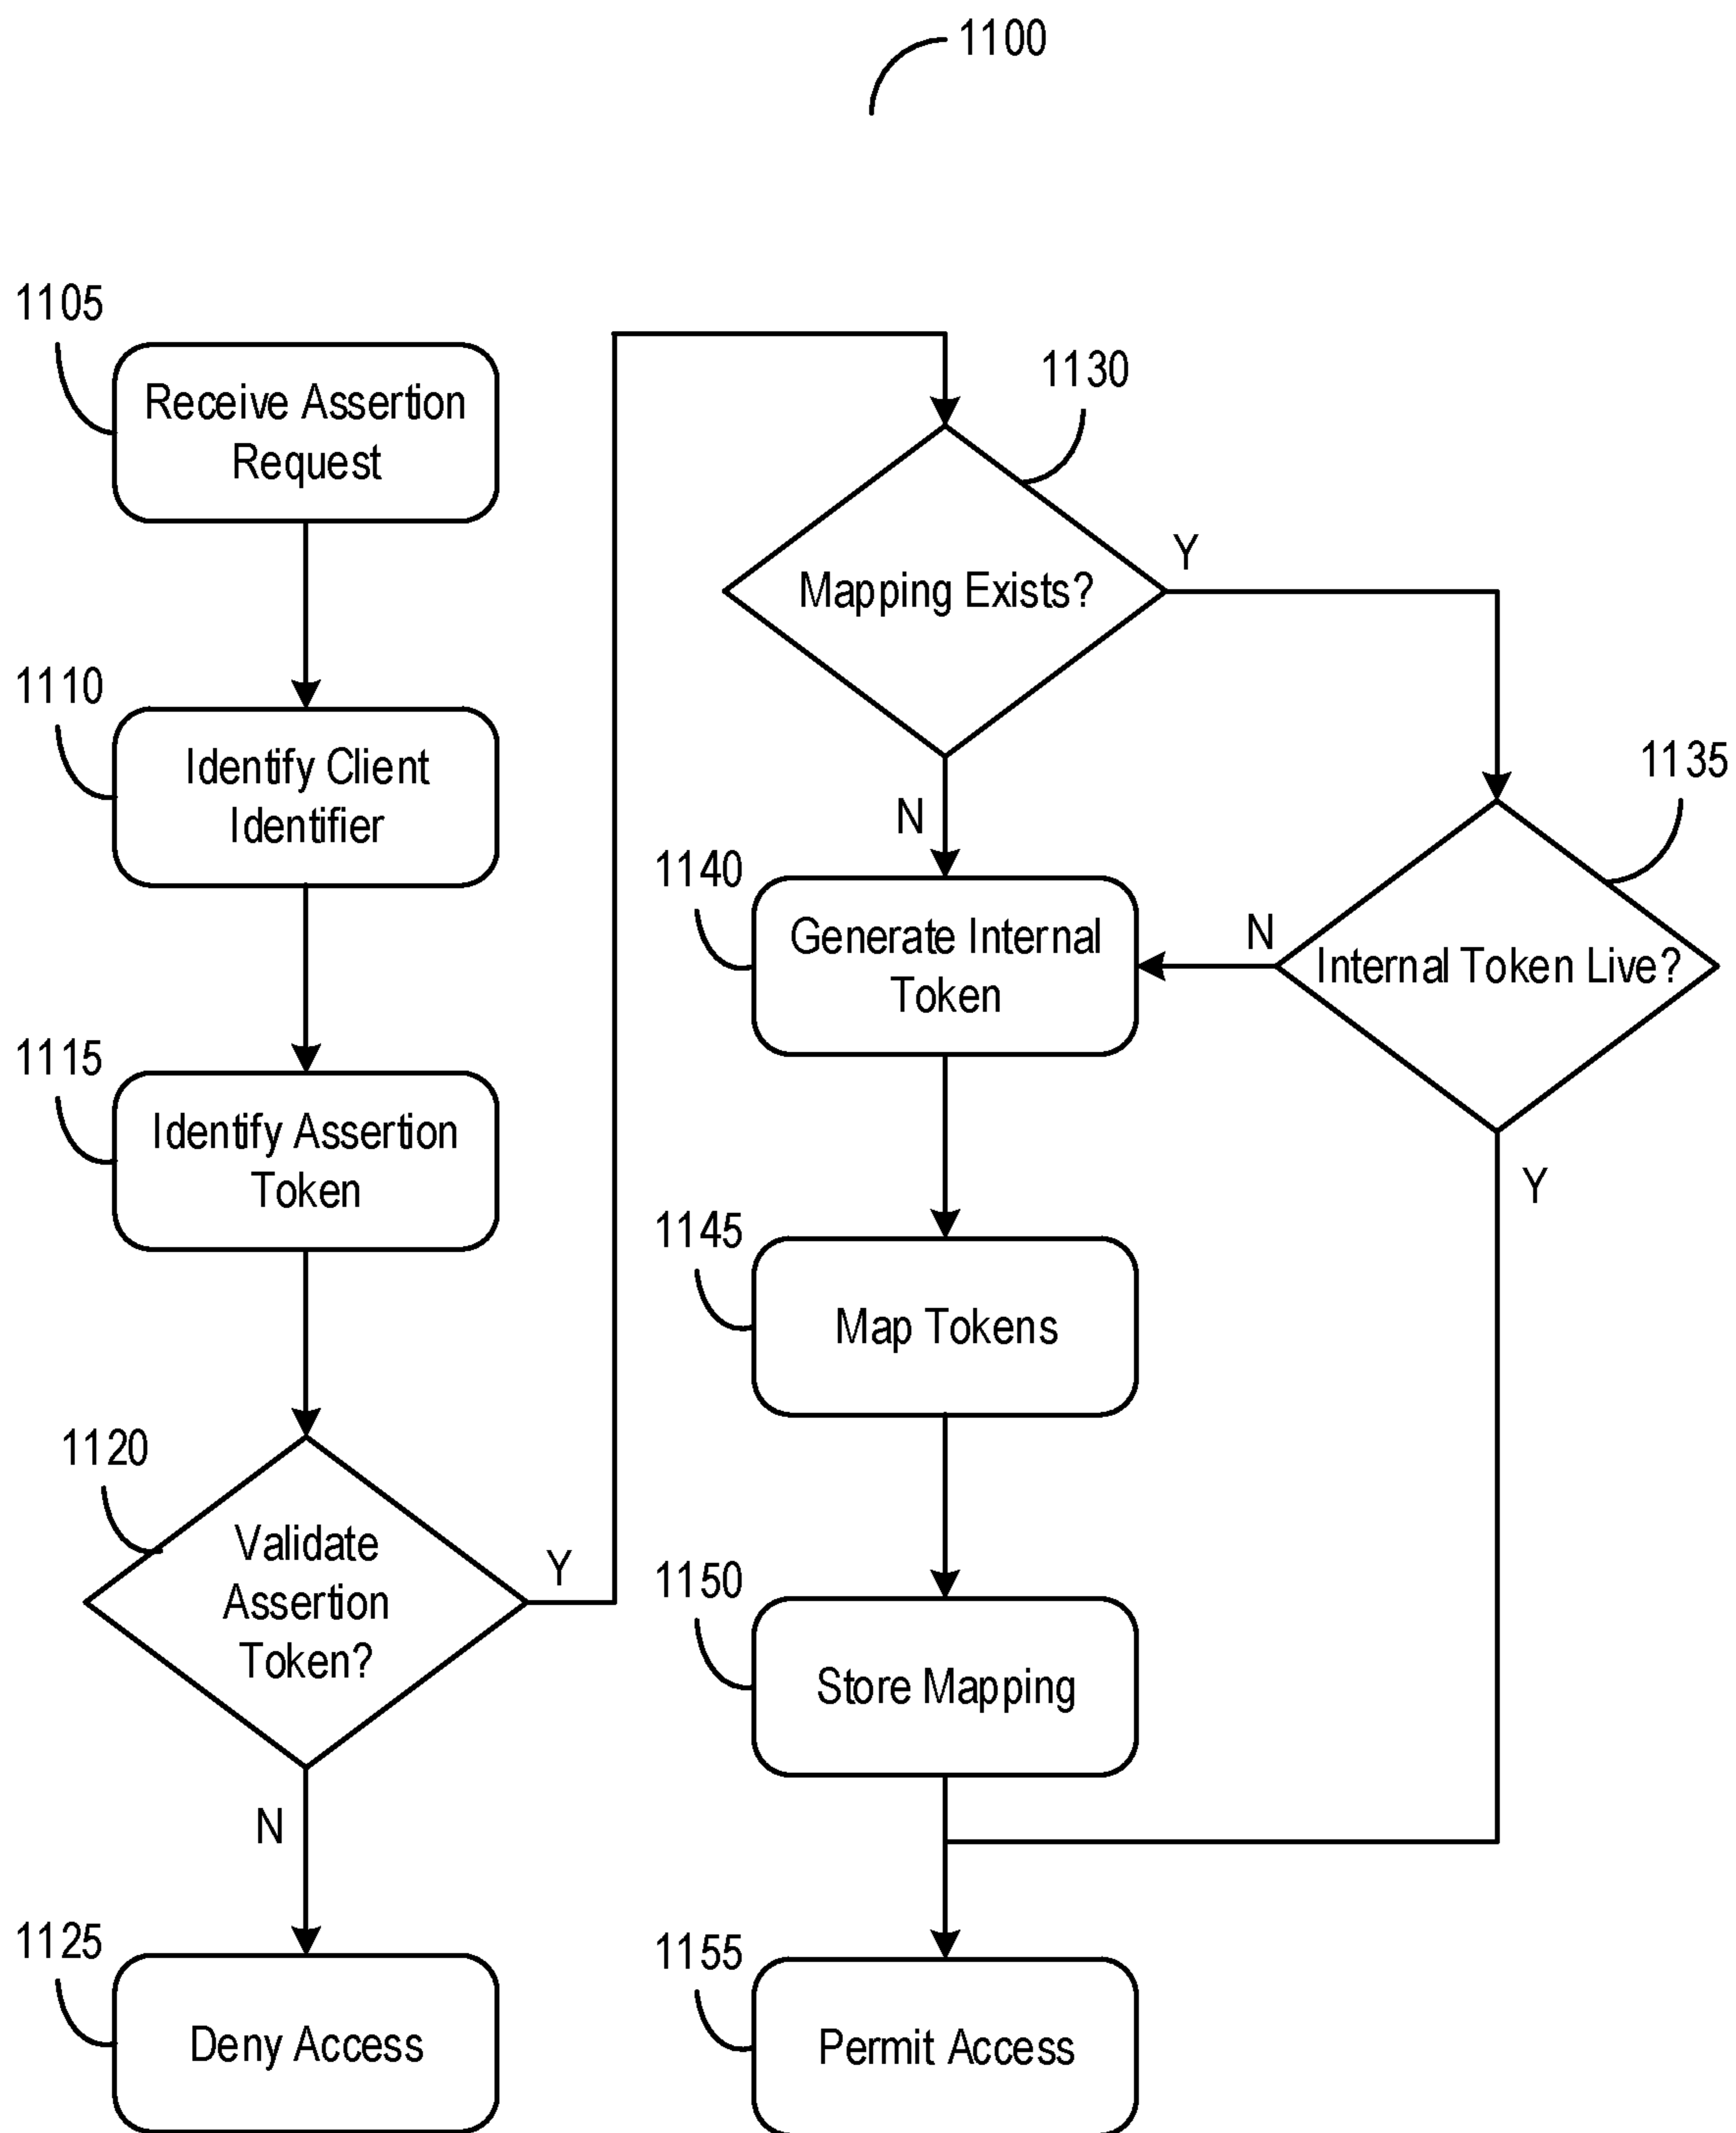 1100
1105
Receive Assertion
Request
1110
Identify Client
Identifier
1115
Identify Assertion
Token
1120
Validate
Assertion
Token?
Y
N
1125
Deny Access
1130
Mapping Exists?
Y
N
1135
Internal Token Live?
N
Y
1140
Generate Internal
Token
1145
Map Tokens
1150
Store Mapping
1155
Permit Access